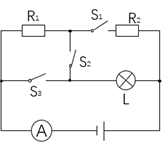 R₁ S₁ R₂
S₂
S₃ L
A